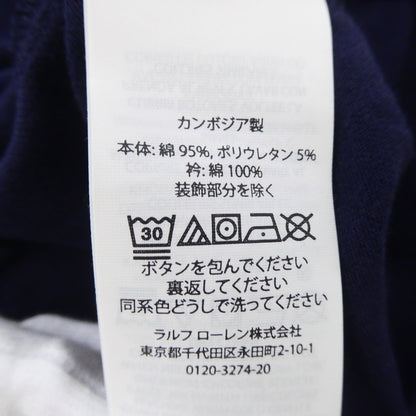 カンボジア製
本体: 綿 95%, ポリウレタン 5%
衿: 綿 100%
装飾部分を除く
30
ボタンを包んでください
裏返してください
同系色どうしで洗ってください
ラルフ ローレン株式会社
東京都千代田区永田町2-10-1
0120-3274-20